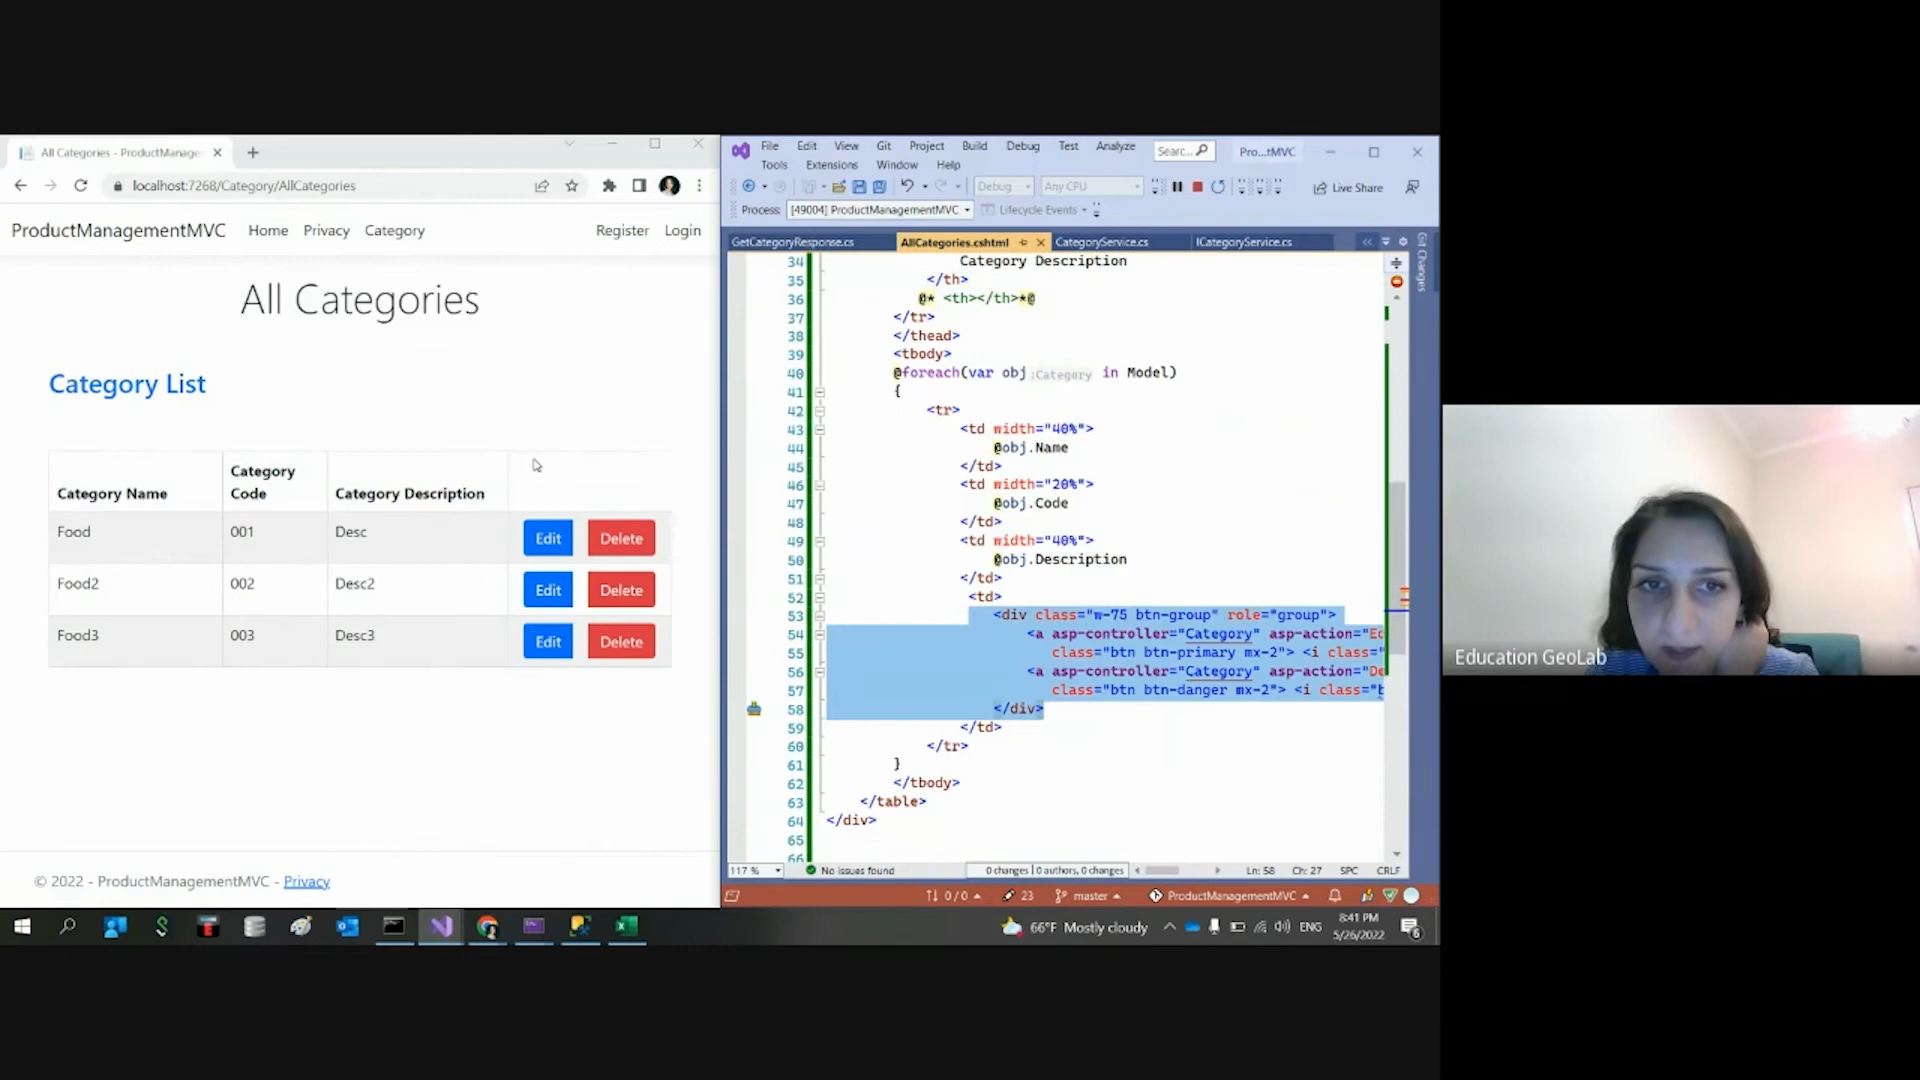 All Categories - ProductManage
localhost:7268/Category/AllCategories
ProductManagementMVC Home Privacy Category Register Login
All Categories
Category List
Category Name Category Code Category Description
Food 001 Desc Edit Delete
Food2 002 Desc2 Edit Delete
Food3 003 Desc3 Edit Delete
© 2022 - ProductManagementMVC - Privacy
File Edit View Git Project Build Debug Test Analyze Searc... Pro...tMVC
Tools Extensions Window Help
Debug Any CPU Live Share
Process: [49004] ProductManagementMVC Lifecycle Events
GetCategoryResponse.cs AllCategories.cshtml CategoryService.cs ICategoryService.cs
Git Changes
34 Category Description
35 </th>
36 @* <th></th>*@
37 </tr>
38 </thead>
39 <tbody>
40 @foreach(var obj :Category in Model)
41 {
42 <tr>
43 <td width="40%">
44 @obj.Name
45 </td>
46 <td width="20%">
47 @obj.Code
48 </td>
49 <td width="40%">
50 @obj.Description
51 </td>
52 <td>
53 <div class="w-75 btn-group" role="group">
54 <a asp-controller="Category" asp-action="Ed
55 class="btn btn-primary mx-2"> <i class="
56 <a asp-controller="Category" asp-action="De
57 class="btn btn-danger mx-2"> <i class="b
58 </div>
59 </td>
60 </tr>
61 }
62 </tbody>
63 </table>
64 </div>
65
66
117 % No issues found 0 changes | 0 authors, 0 changes Ln: 58 Ch: 27 SPC CRLF
0 / 0 23 master ProductManagementMVC
66°F Mostly cloudy ENG 8:41 PM
5/26/2022 6
Education GeoLab